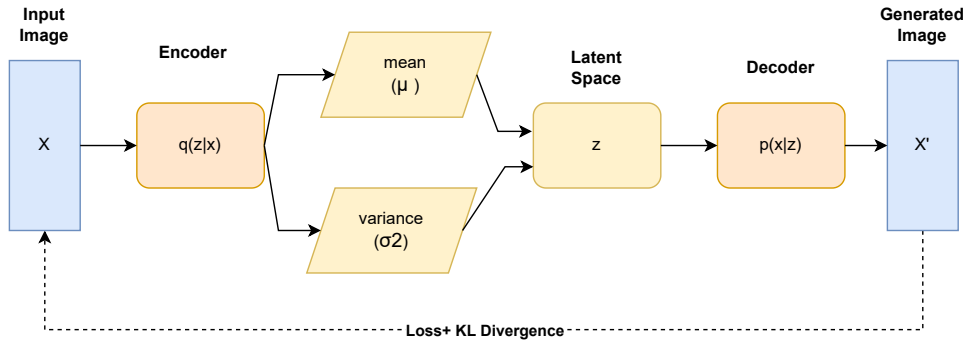 Input
Image
Encoder
mean
(μ )
Latent
Space
Decoder
Generated
Image
X
q(z|x)
z
p(x|z)
X'
variance
(σ2)
Loss+ KL Divergence